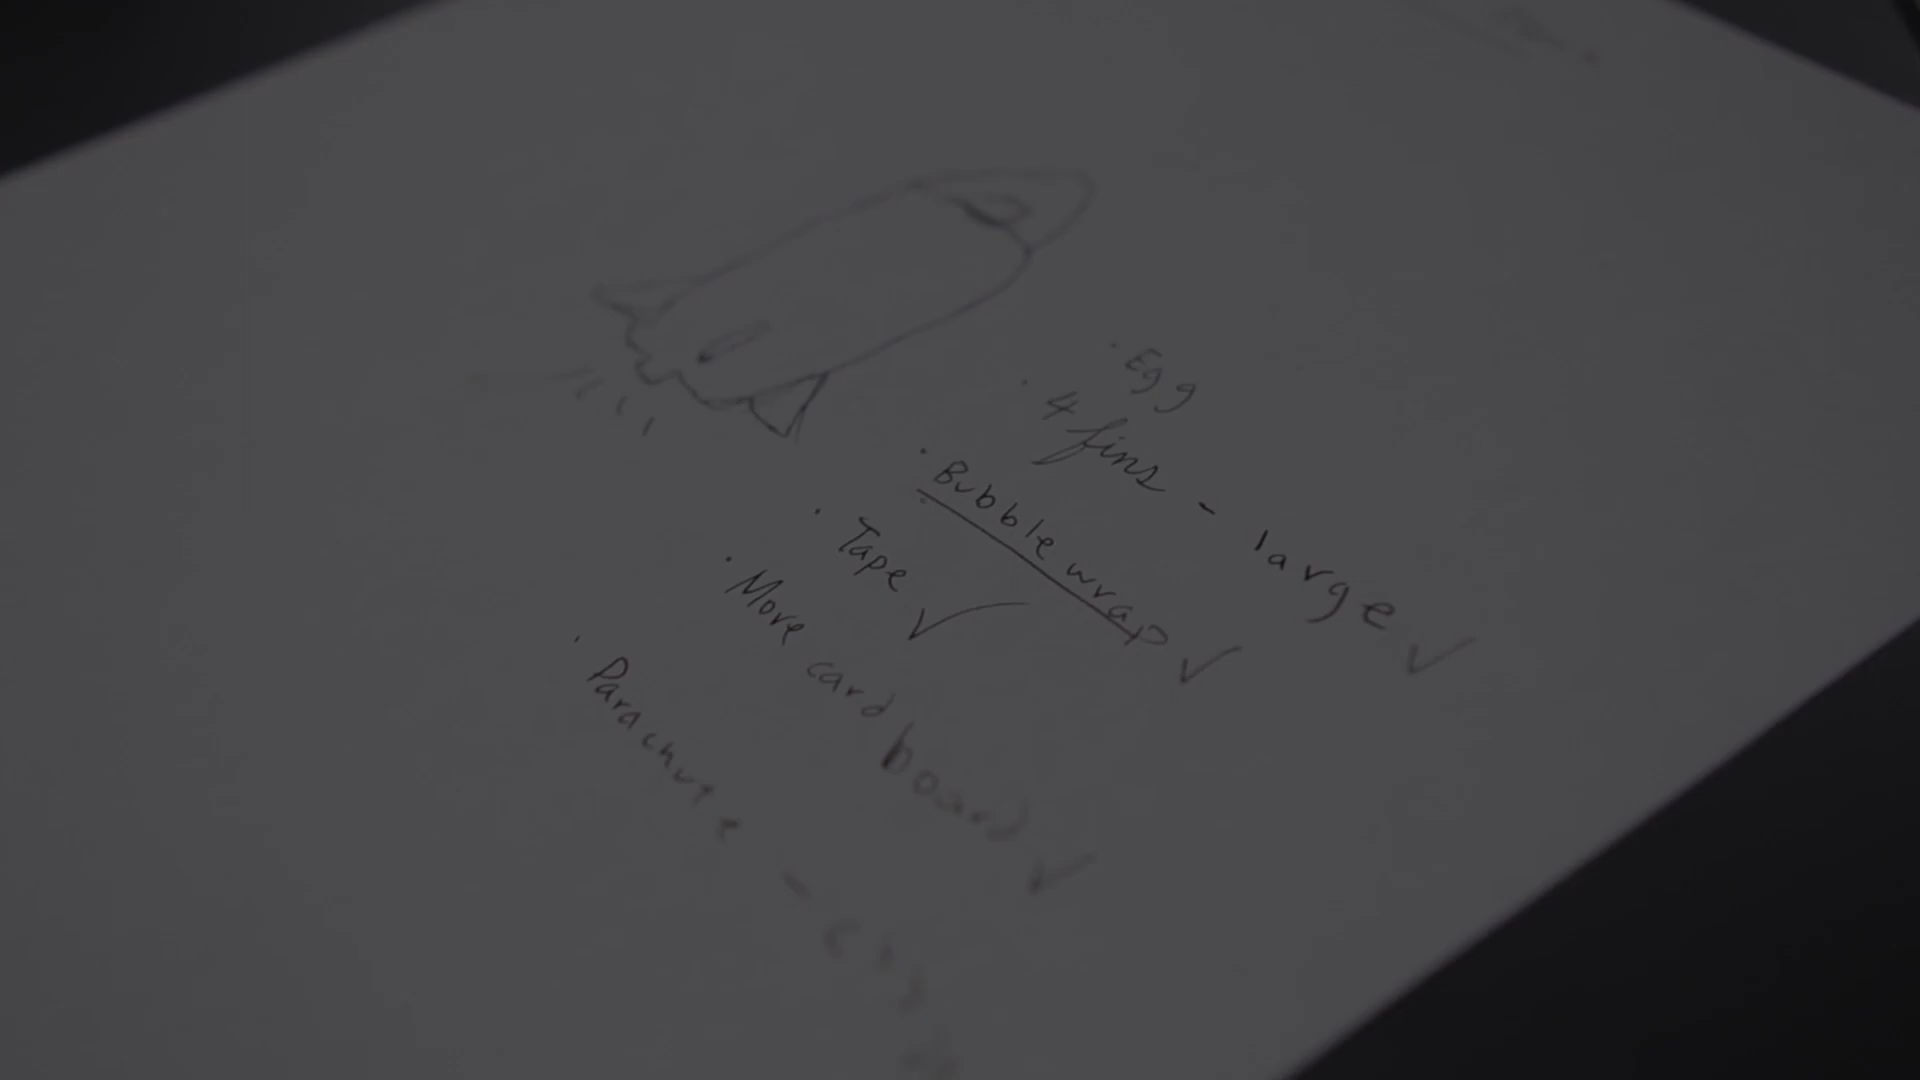 · Egg
· 4 fins - large ✓
· Bubble wrap ✓
· Tape ✓
· More cardboard ✓
· Parachute -